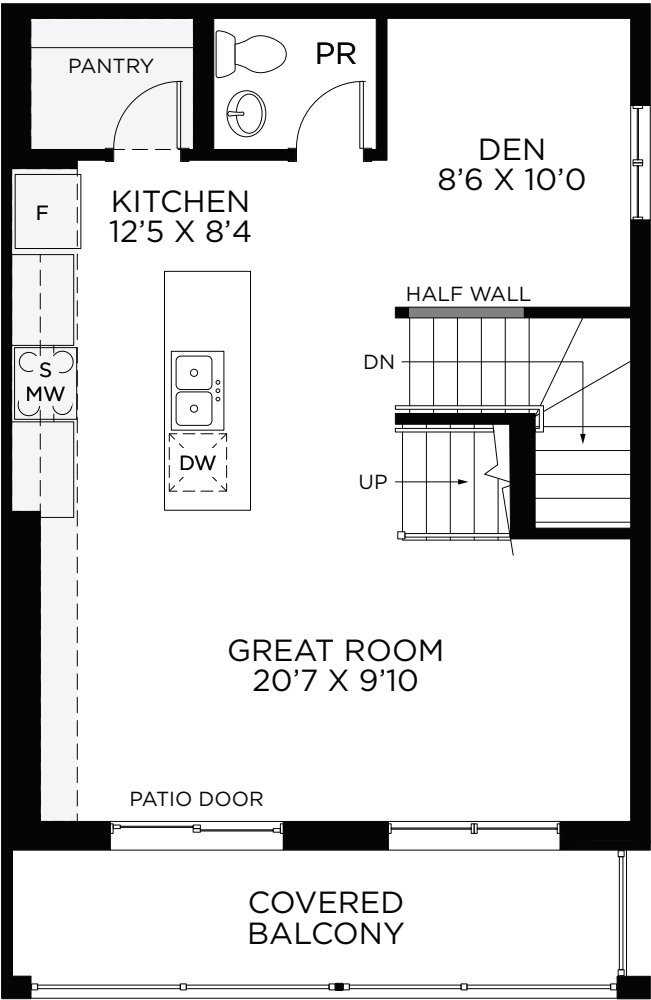 PANTRY
PR
DEN
8'6 X 10'0
F
KITCHEN
12'5 X 8'4
HALF WALL
S
MW
DN
DW
UP
GREAT ROOM
20'7 X 9'10
PATIO DOOR
COVERED
BALCONY